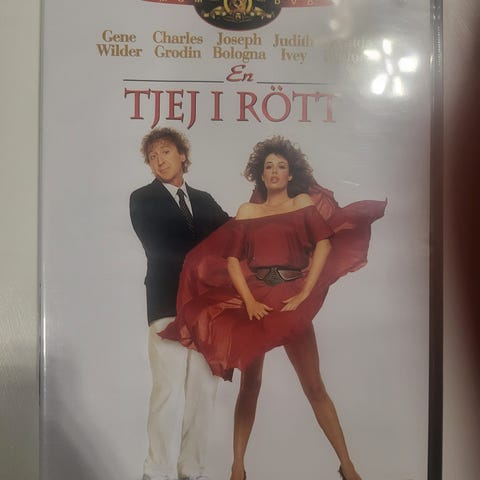 Gene Charles Joseph Judith
Wilder Grodin Bologna Ivey
En
TJEJ I RÖTT